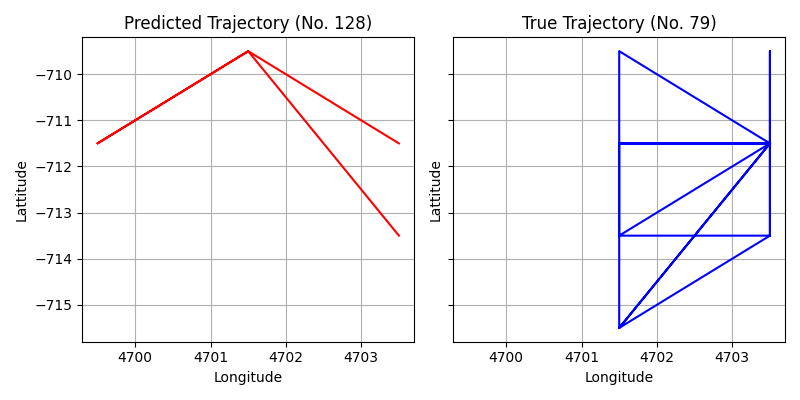 Predicted Trajectory (No. 128)
True Trajectory (No. 79)
−710
−711
−712
−713
−714
−715
Lattitude
Lattitude
4700 4701 4702 4703
4700 4701 4702 4703
Longitude
Longitude